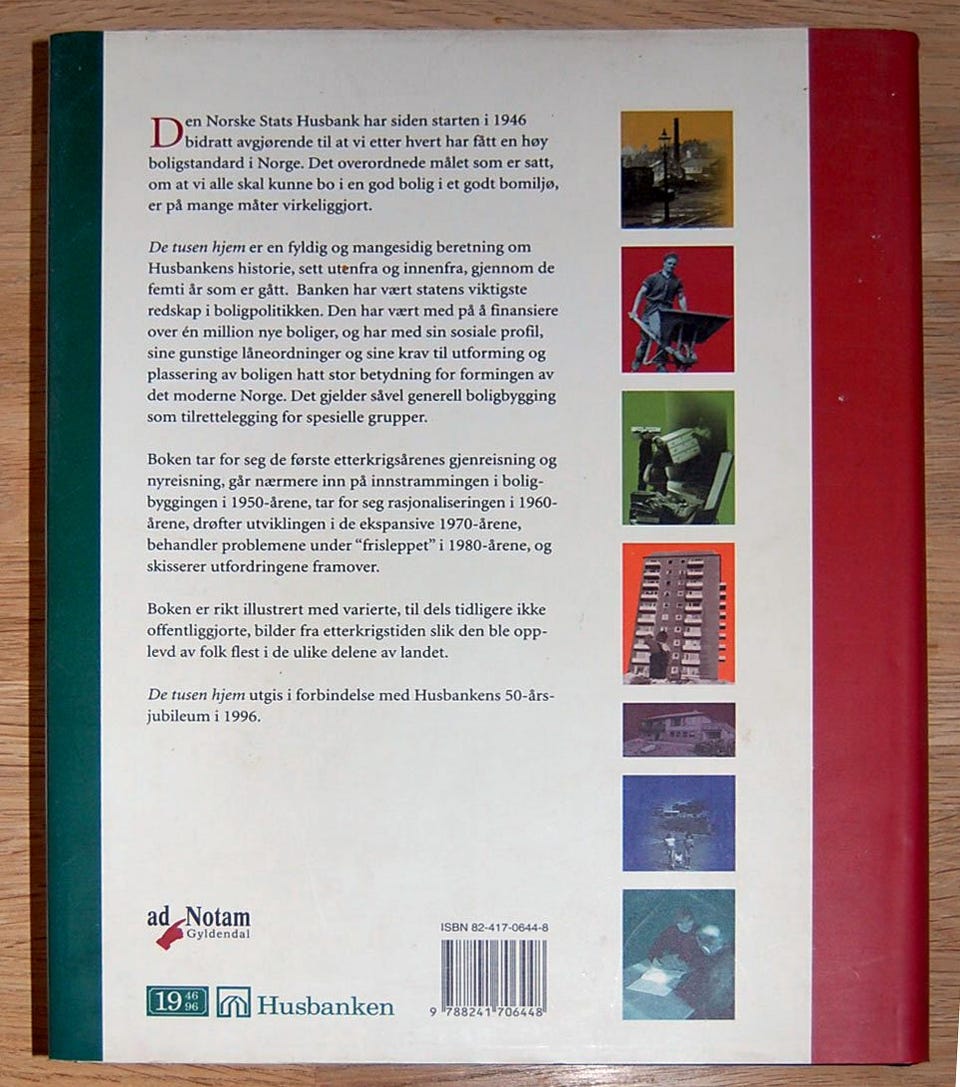 Den Norske Stats Husbank har siden starten i 1946
bidratt avgjørende til at vi etter hvert har fått en høy
boligstandard i Norge. Det overordnede målet som er satt,
om at vi alle skal kunne bo i en god bolig i et godt bomiljø,
er på mange måter virkeliggjort.
De tusen hjem er en fyldig og mangesidig beretning om
Husbankens historie, sett utenfra og innenfra, gjennom de
femti år som er gått. Banken har vært statens viktigste
redskap i boligpolitikken. Den har vært med på å finansiere
over én million nye boliger, og har med sin sosiale profil,
sine gunstige låneordninger og sine krav til utforming og
plassering av boligen hatt stor betydning for formingen av
det moderne Norge. Det gjelder såvel generell boligbygging
som tilrettelegging for spesielle grupper.
Boken tar for seg de første etterkrigsårenes gjenreisning og
nyreisning, går nærmere inn på innstrammingen i bolig-
byggingen i 1950-årene, tar for seg rasjonaliseringen i 1960-
årene, drøfter utviklingen i de ekspansive 1970-årene,
behandler problemene under “frisleppet” i 1980-årene, og
skisserer utfordringene framover.
Boken er rikt illustrert med varierte, til dels tidligere ikke
offentliggjorte, bilder fra etterkrigstiden slik den ble opp-
levd av folk flest i de ulike delene av landet.
De tusen hjem utgis i forbindelse med Husbankens 50-års-
jubileum i 1996.
ad Notam
Gyldendal
1946 96 Husbanken
ISBN 82-417-0644-8
9 788241 706448